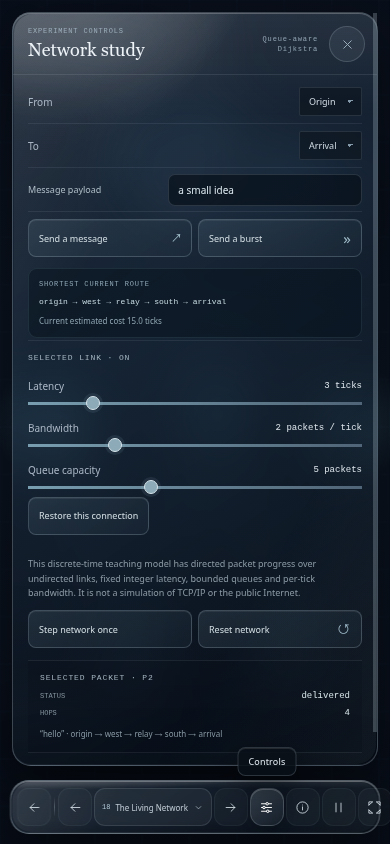 EXPERIMENT CONTROLS
Network study
Queue-aware
Dijkstra
From
Origin
To
Arrival
Message payload
a small idea
Send a message ↗
Send a burst »
SHORTEST CURRENT ROUTE
origin → west → relay → south → arrival
Current estimated cost 15.0 ticks
SELECTED LINK · ON
Latency
3 ticks
Bandwidth
2 packets / tick
Queue capacity
5 packets
Restore this connection
This discrete-time teaching model has directed packet progress over
undirected links, fixed integer latency, bounded queues and per-tick
bandwidth. It is not a simulation of TCP/IP or the public Internet.
Step network once
Reset network
SELECTED PACKET · P2
STATUS
delivered
HOPS
4
“hello” · origin → west → relay → south → arrival
Controls
18 The Living Network